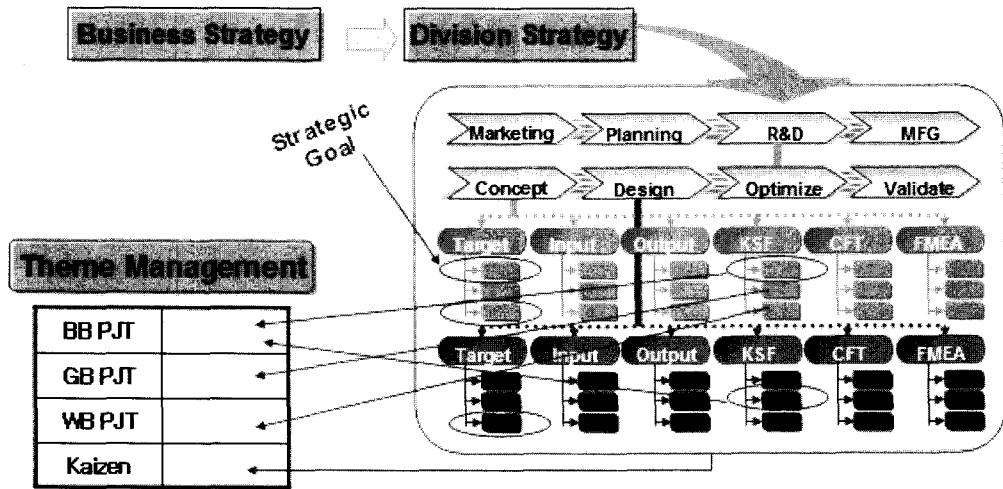 Business Strategy
Division Strategy
Strategic
Goal
Marketing
Planning
R&D
MFG
Concept
Design
Optimize
Validate
Target
Input
Output
KSF
CFT
FMEA
Theme Management
BB PJT
GB PJT
WB PJT
Kaizen
Target
Input
Output
KSF
CFT
FMEA